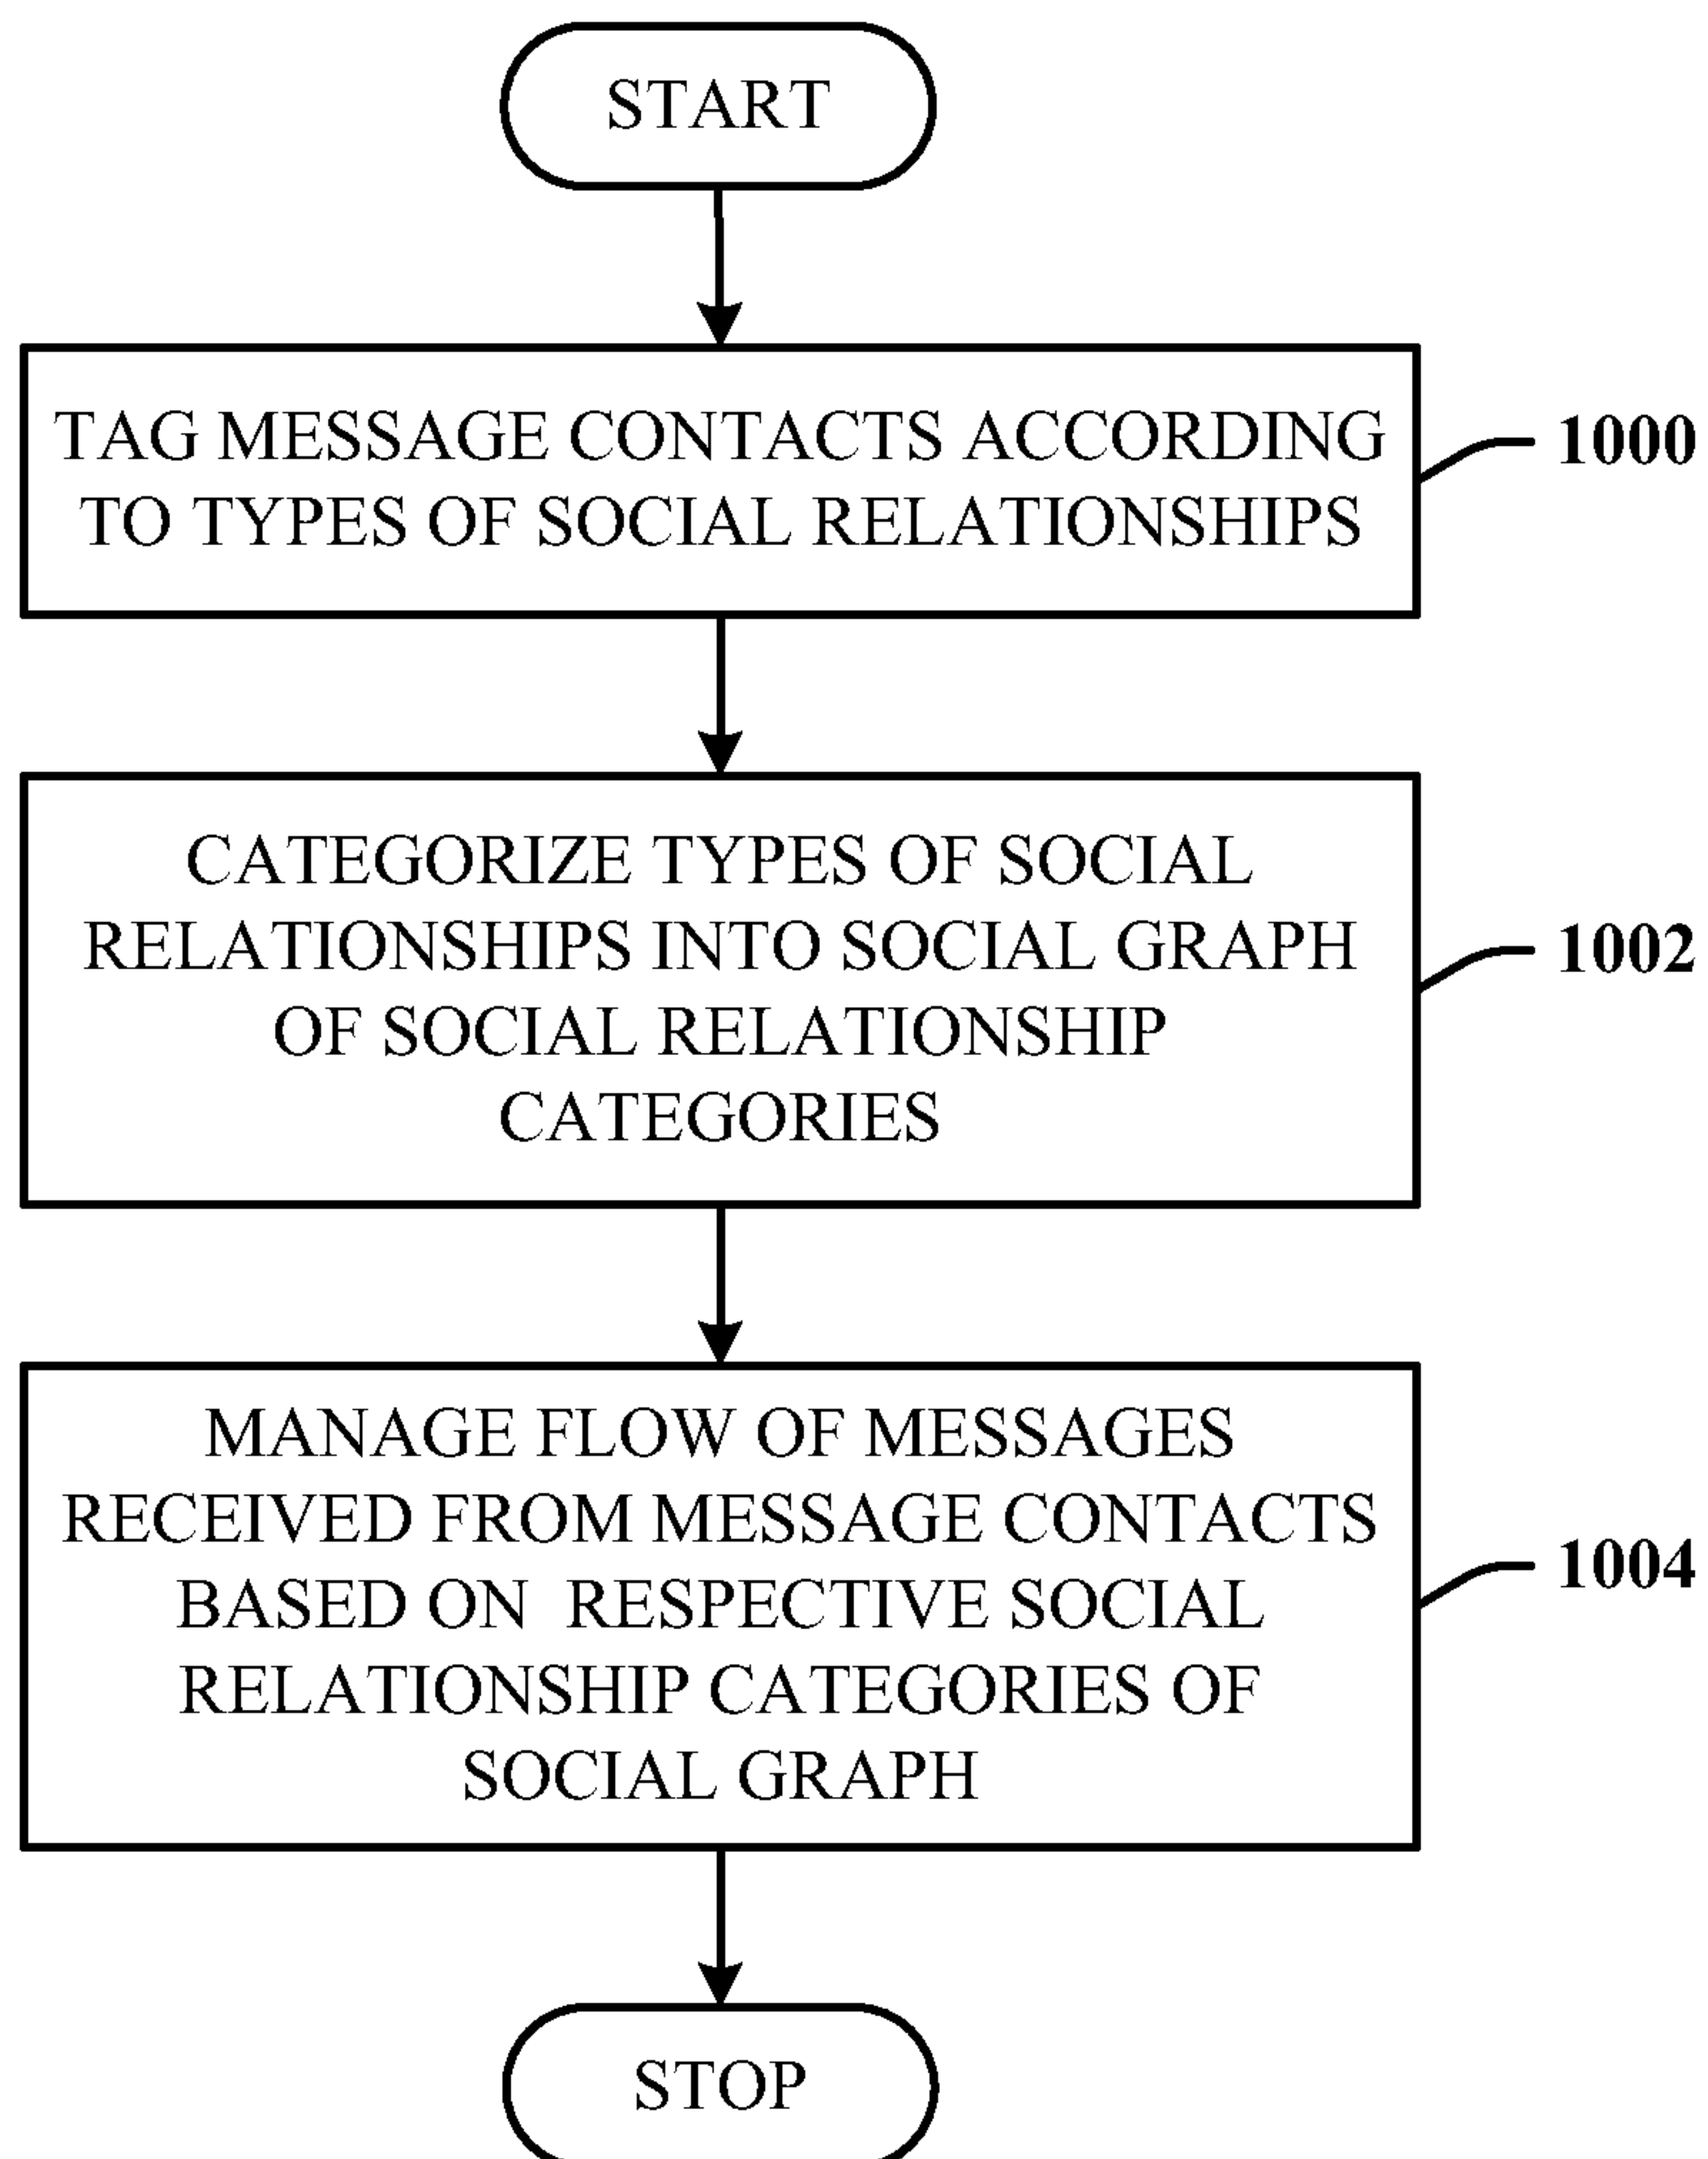 START
TAG MESSAGE CONTACTS ACCORDING
TO TYPES OF SOCIAL RELATIONSHIPS
1000
CATEGORIZE TYPES OF SOCIAL
RELATIONSHIPS INTO SOCIAL GRAPH
OF SOCIAL RELATIONSHIP
CATEGORIES
1002
MANAGE FLOW OF MESSAGES
RECEIVED FROM MESSAGE CONTACTS
BASED ON RESPECTIVE SOCIAL
RELATIONSHIP CATEGORIES OF
SOCIAL GRAPH
1004
STOP